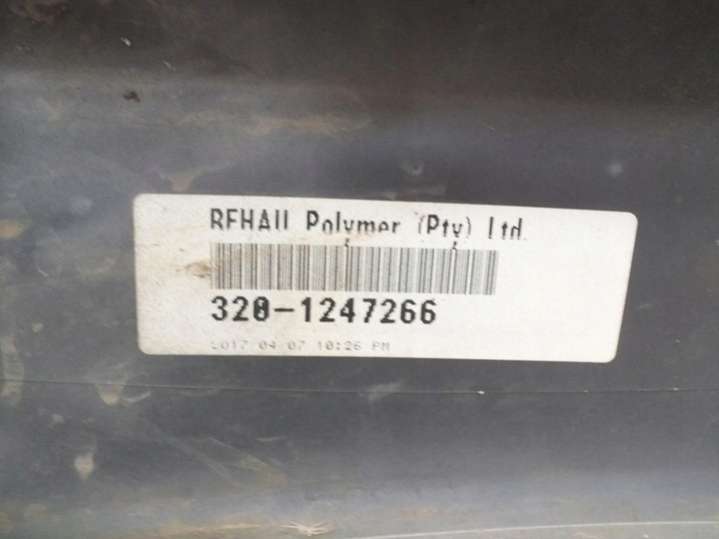 REHAU Polymer (Pty) Ltd.
320-1247266
2017 04 07 10:26 PM